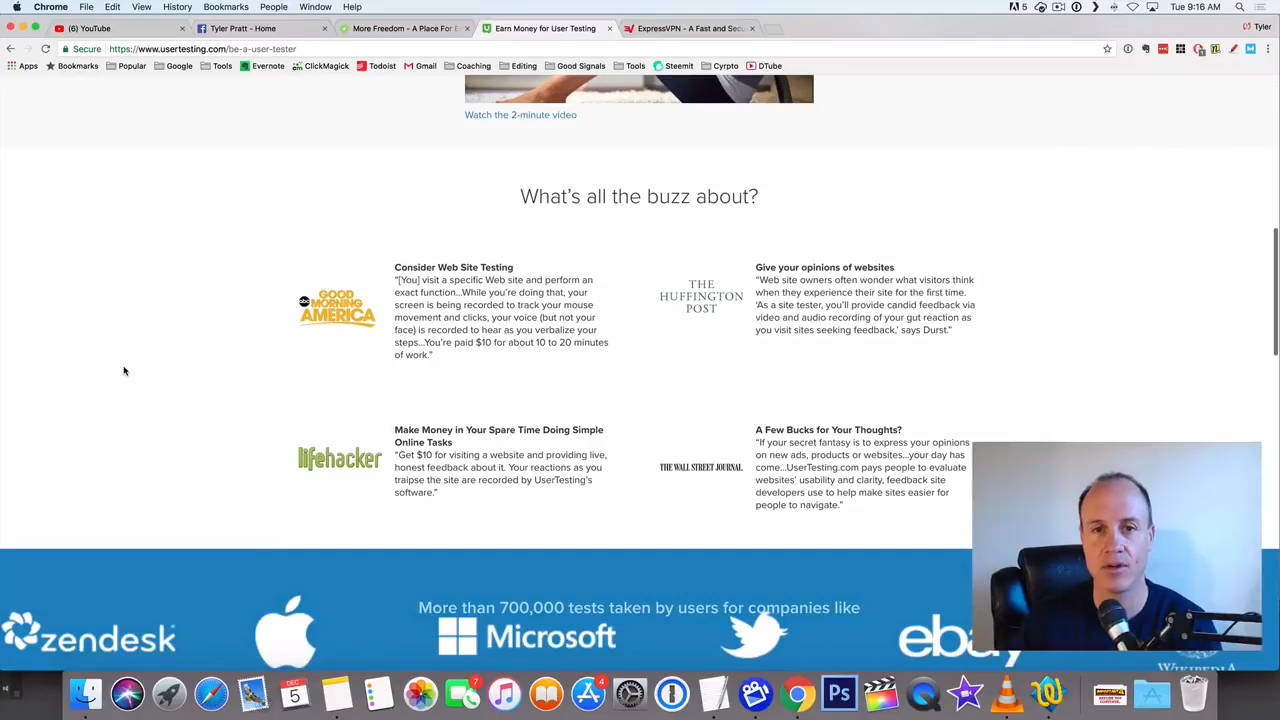 Chrome File Edit View History Bookmarks People Window Help
5 Tue 9:16 AM
(6) YouTube
Tyler Pratt - Home
More Freedom - A Place For E
Earn Money for User Testing
ExpressVPN - A Fast and Secu
Tyler
Secure https://www.usertesting.com/be-a-user-tester
Apps Bookmarks Popular Google Tools Evernote ClickMagick Todoist Gmail Coaching Editing Good Signals Tools Steemit Cyrpto DTube
Watch the 2-minute video
What's all the buzz about?
abc GOOD
MORNING
AMERICA
Consider Web Site Testing
"[You] visit a specific Web site and perform an
exact function...While you're doing that, your
screen is being recorded to track your mouse
movement and clicks, your voice (but not your
face) is recorded to hear as you verbalize your
steps...You're paid $10 for about 10 to 20 minutes
of work."
THE
HUFFINGTON
POST
Give your opinions of websites
"Web site owners often wonder what visitors think
when they experience their site for the first time.
'As a site tester, you'll provide candid feedback via
video and audio recording of your gut reaction as
you visit sites seeking feedback,' says Durst."
lifehacker
Make Money in Your Spare Time Doing Simple
Online Tasks
"Get $10 for visiting a website and providing live,
honest feedback about it. Your reactions as you
traipse the site are recorded by UserTesting's
software."
THE WALL STREET JOURNAL
A Few Bucks for Your Thoughts?
"If your secret fantasy is to express your opinions
on new ads, products or websites...your day has
come...UserTesting.com pays people to evaluate
websites' usability and clarity, feedback site
developers use to help make sites easier for
people to navigate."
More than 700,000 tests taken by users for companies like
zendesk
Microsoft
ebay
WIKIPEDIA
DEC
5
7
4
Ps